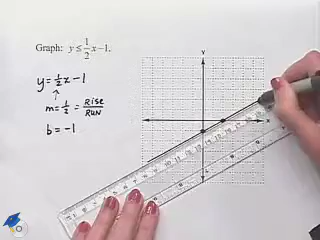 Graph: y ≤ 1/2 x - 1.
y = 1/2 x - 1
m = 1/2 = RISE/RUN
b = -1
Y